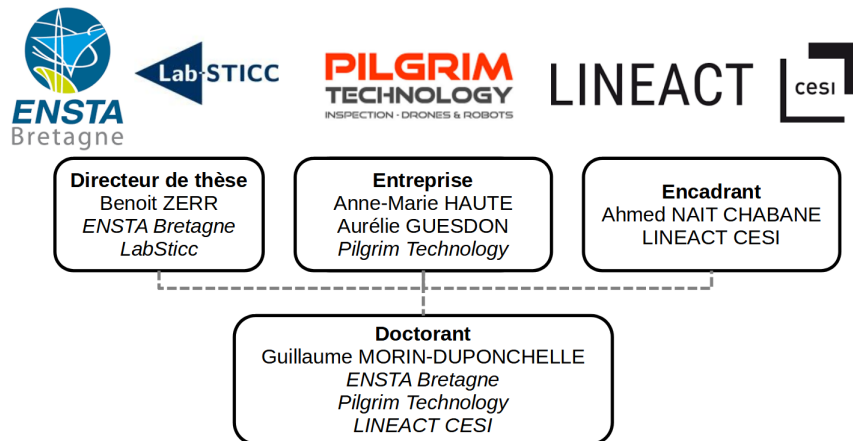 ENSTA
Bretagne
Lab-STICC
PILGRIM
TECHNOLOGY
INSPECTION - DRONES & ROBOTS
LINEACT
cesi
Directeur de thèse
Benoit ZERR
ENSTA Bretagne
LabSticc
Entreprise
Anne-Marie HAUTE
Aurélie GUESDON
Pilgrim Technology
Encadrant
Ahmed NAIT CHABANE
LINEACT CESI
Doctorant
Guillaume MORIN-DUPONCHELLE
ENSTA Bretagne
Pilgrim Technology
LINEACT CESI